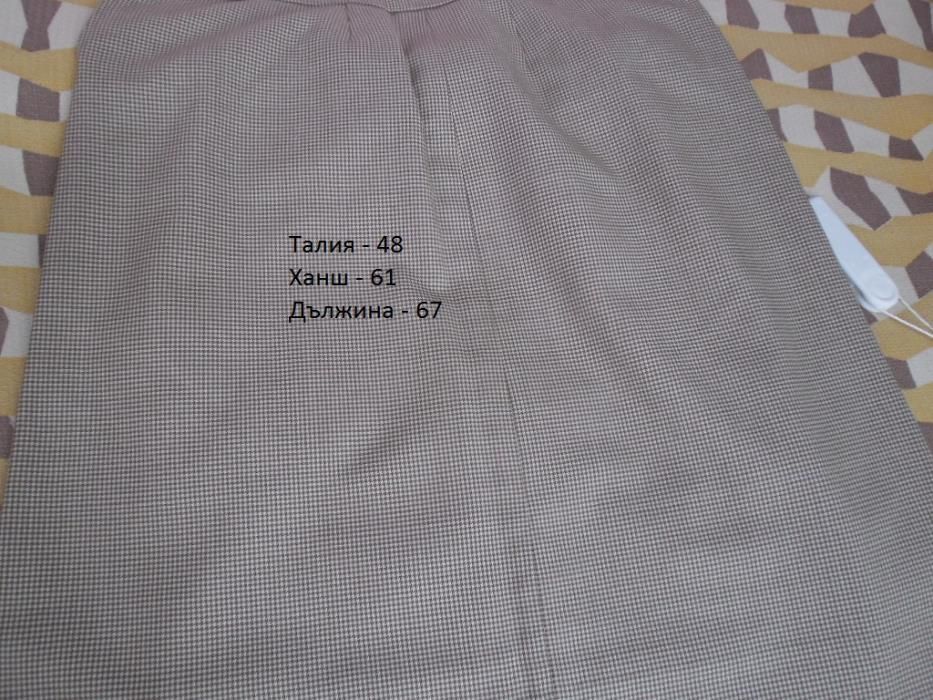 Талия - 48
Ханш - 61
Дължина - 67